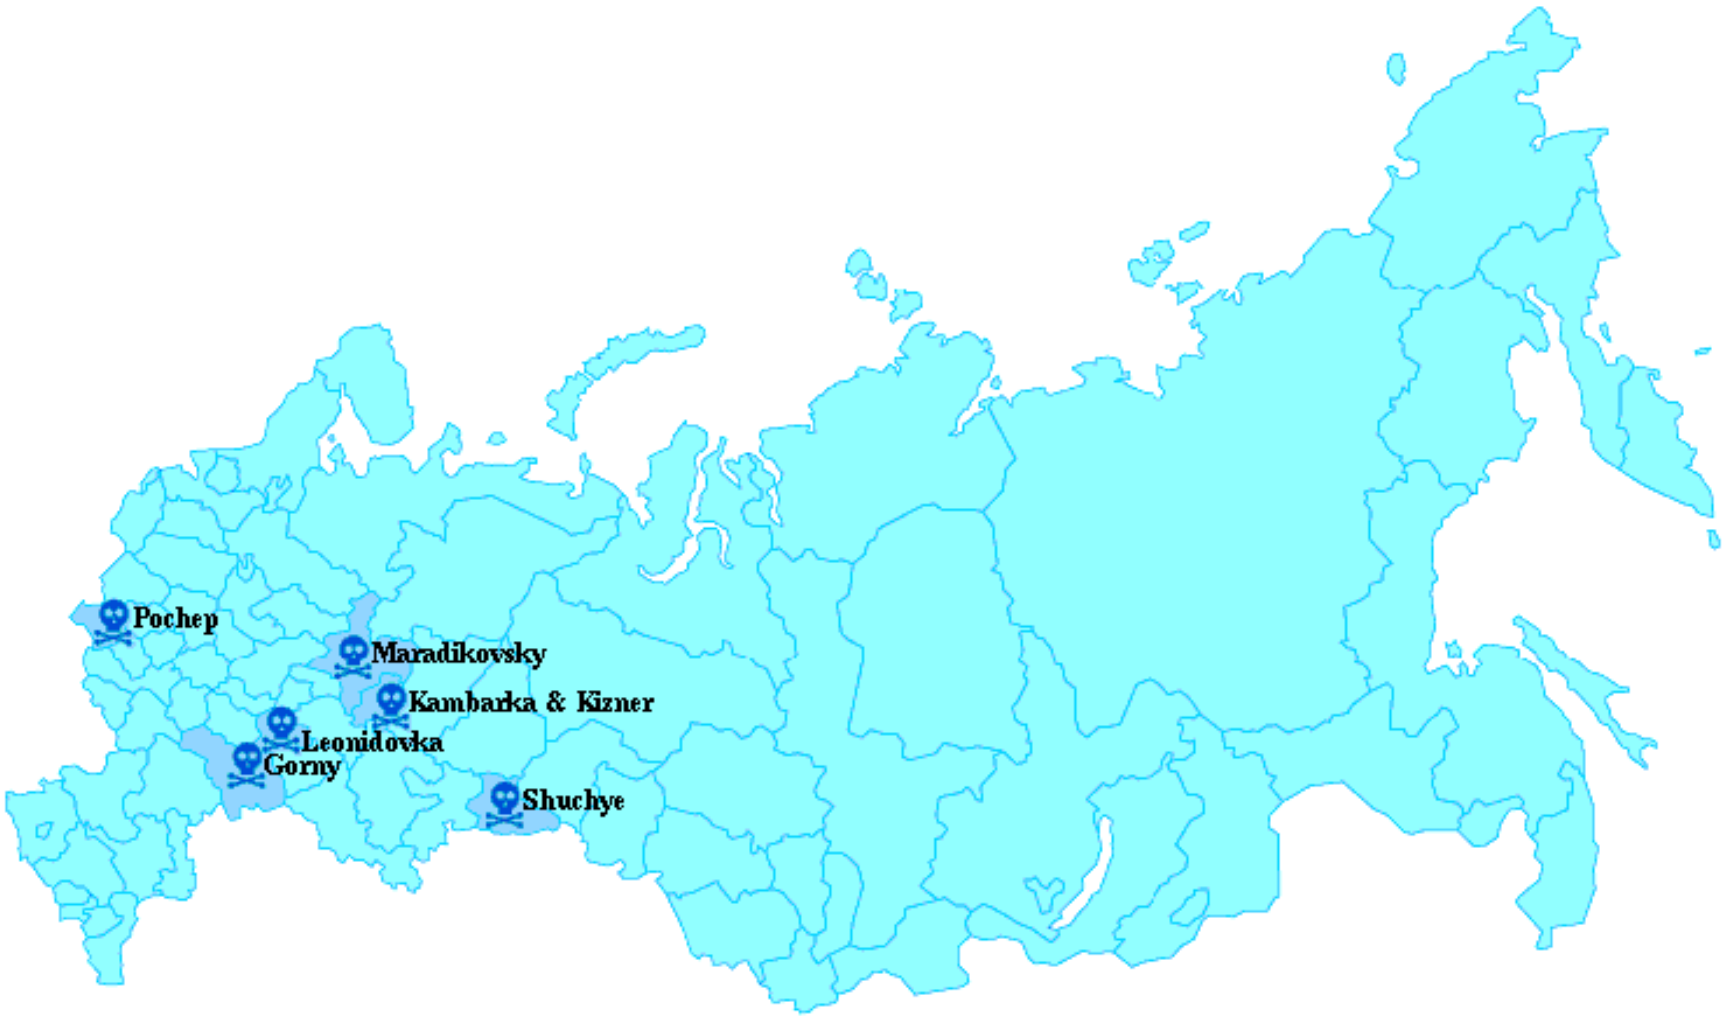 Pochep
Maradikovsky
Kambarka & Kizner
Leonidovka
Gorny
Shuchye